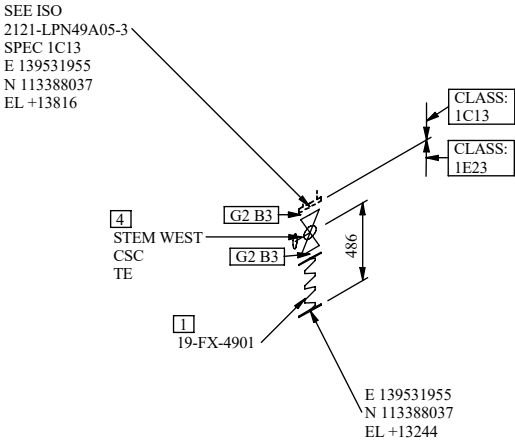 SEE ISO
2121-LPN49A05-3
SPEC 1C13
E 139531955
N 113388037
EL +13816
CLASS:
1C13
CLASS:
1E23
G2 B3
4
STEM WEST
CSC
TE
G2 B3
486
1
19-FX-4901
E 139531955
N 113388037
EL +13244